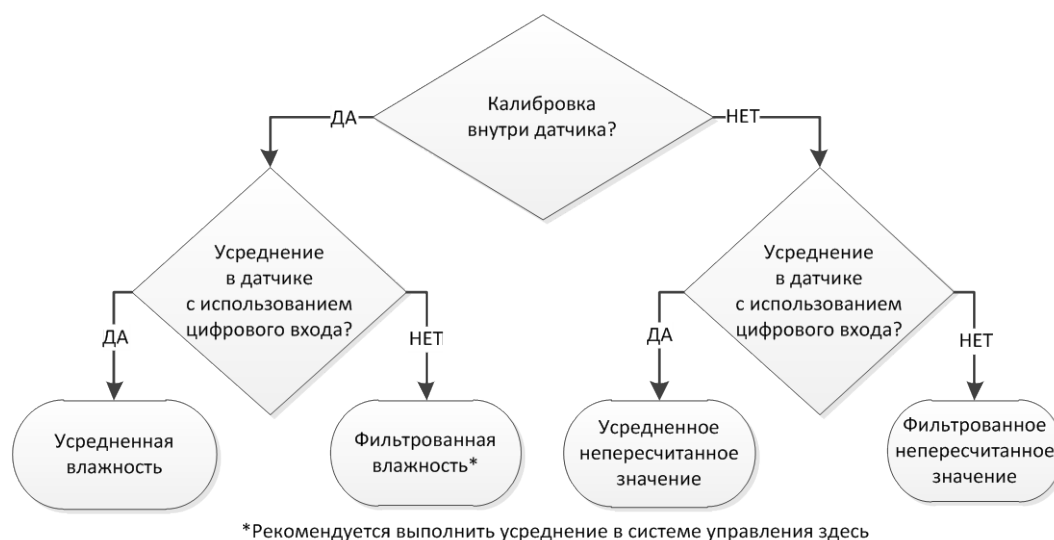 Калибровка
внутри датчика?
ДА
НЕТ
Усреднение
в датчике
с использованием
цифрового входа?
Усреднение
в датчике
с использованием
цифрового входа?
ДА
НЕТ
ДА
НЕТ
Усредненная
влажность
Фильтрованная
влажность*
Усредненное
непересчитанное
значение
Фильтрованное
непересчитанное
значение
*Рекомендуется выполнить усреднение в системе управления здесь